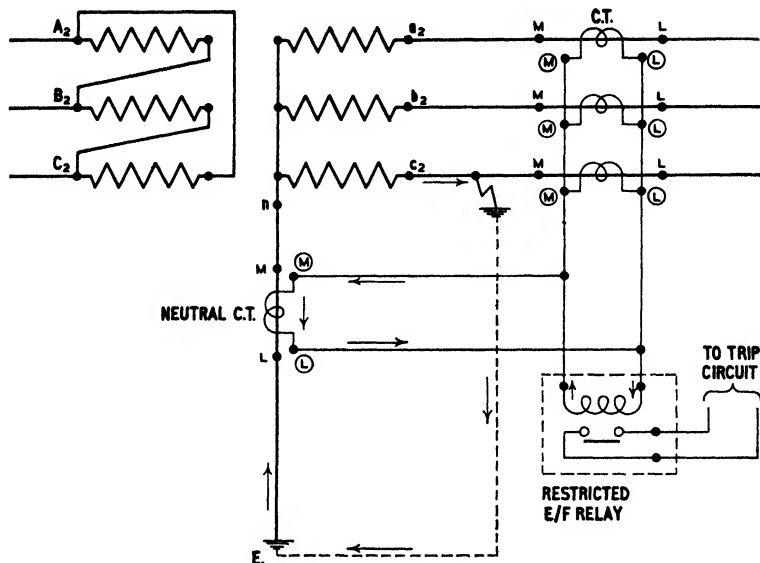 A2
B2
C2
a2
b2
c2
n
M
C.T.
L
M
L
M
L
M
L
M
L
M
L
M
M
NEUTRAL C.T.
L
L
E.
TO TRIP
CIRCUIT
RESTRICTED
E/F RELAY